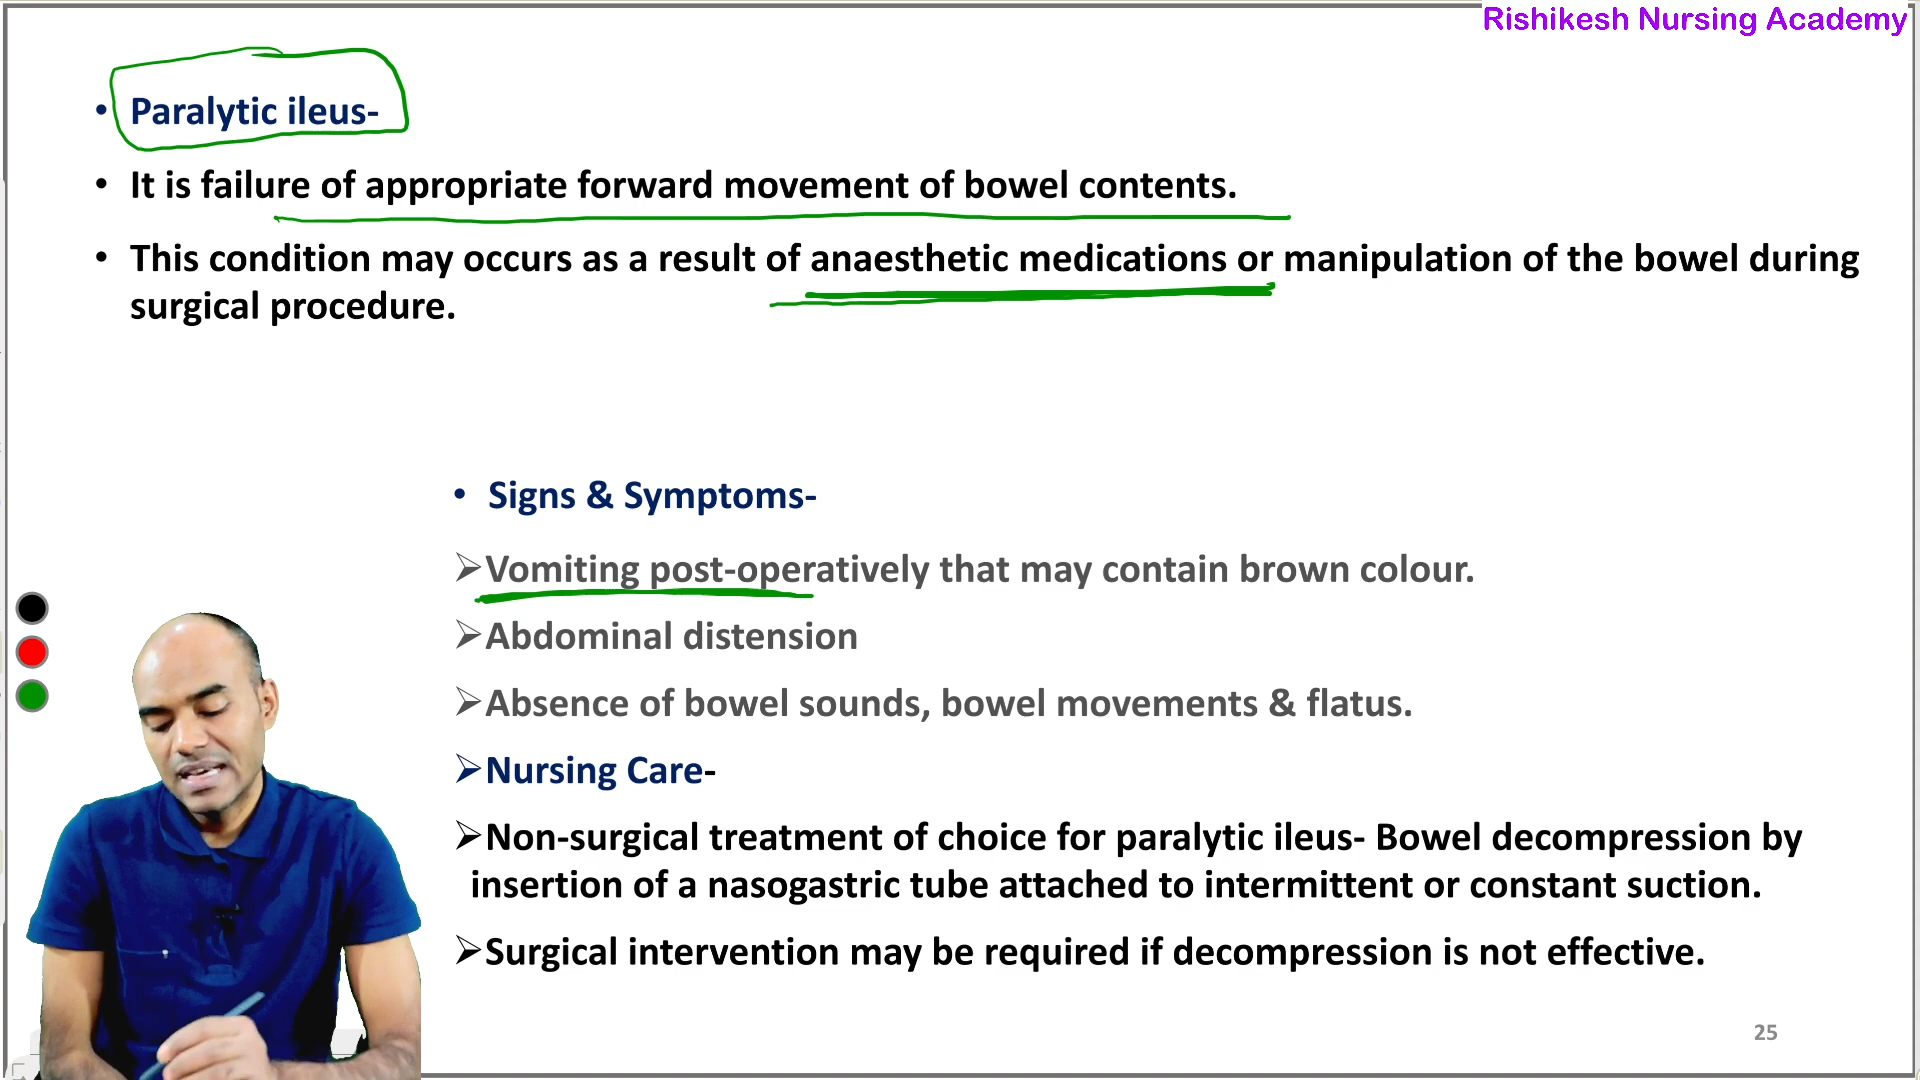 Rishikesh Nursing Academy
• Paralytic ileus-
• It is failure of appropriate forward movement of bowel contents.
• This condition may occurs as a result of anaesthetic medications or manipulation of the bowel during
surgical procedure.
• Signs & Symptoms-
➢Vomiting post-operatively that may contain brown colour.
➢Abdominal distension
➢Absence of bowel sounds, bowel movements & flatus.
➢Nursing Care-
➢Non-surgical treatment of choice for paralytic ileus- Bowel decompression by
insertion of a nasogastric tube attached to intermittent or constant suction.
➢Surgical intervention may be required if decompression is not effective.
25